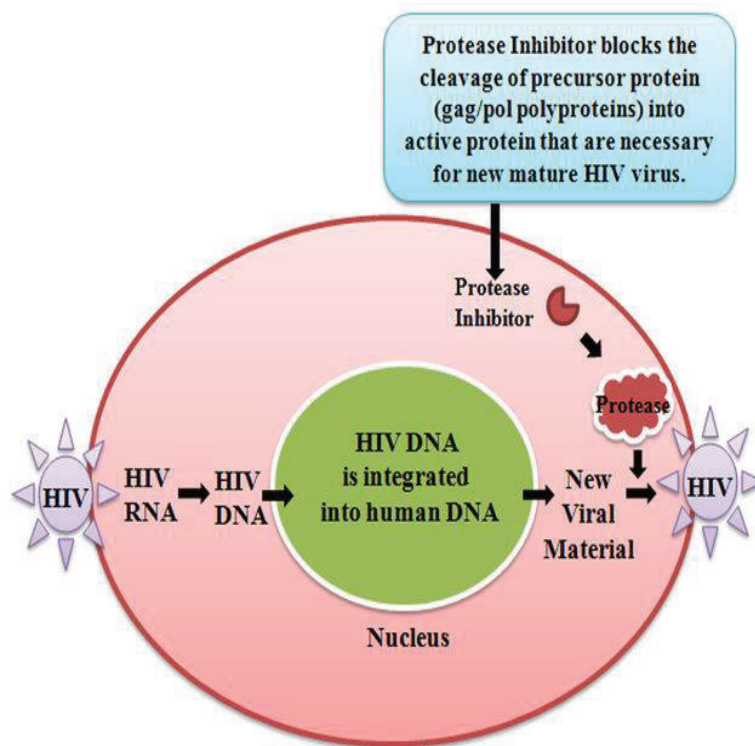 Protease Inhibitor blocks the
cleavage of precursor protein
(gag/pol polyproteins) into
active protein that are necessary
for new mature HIV virus.
Protease
Inhibitor
Protease
HIV
HIV
RNA
HIV
DNA
HIV DNA
is integrated
into human DNA
New
Viral
Material
HIV
Nucleus